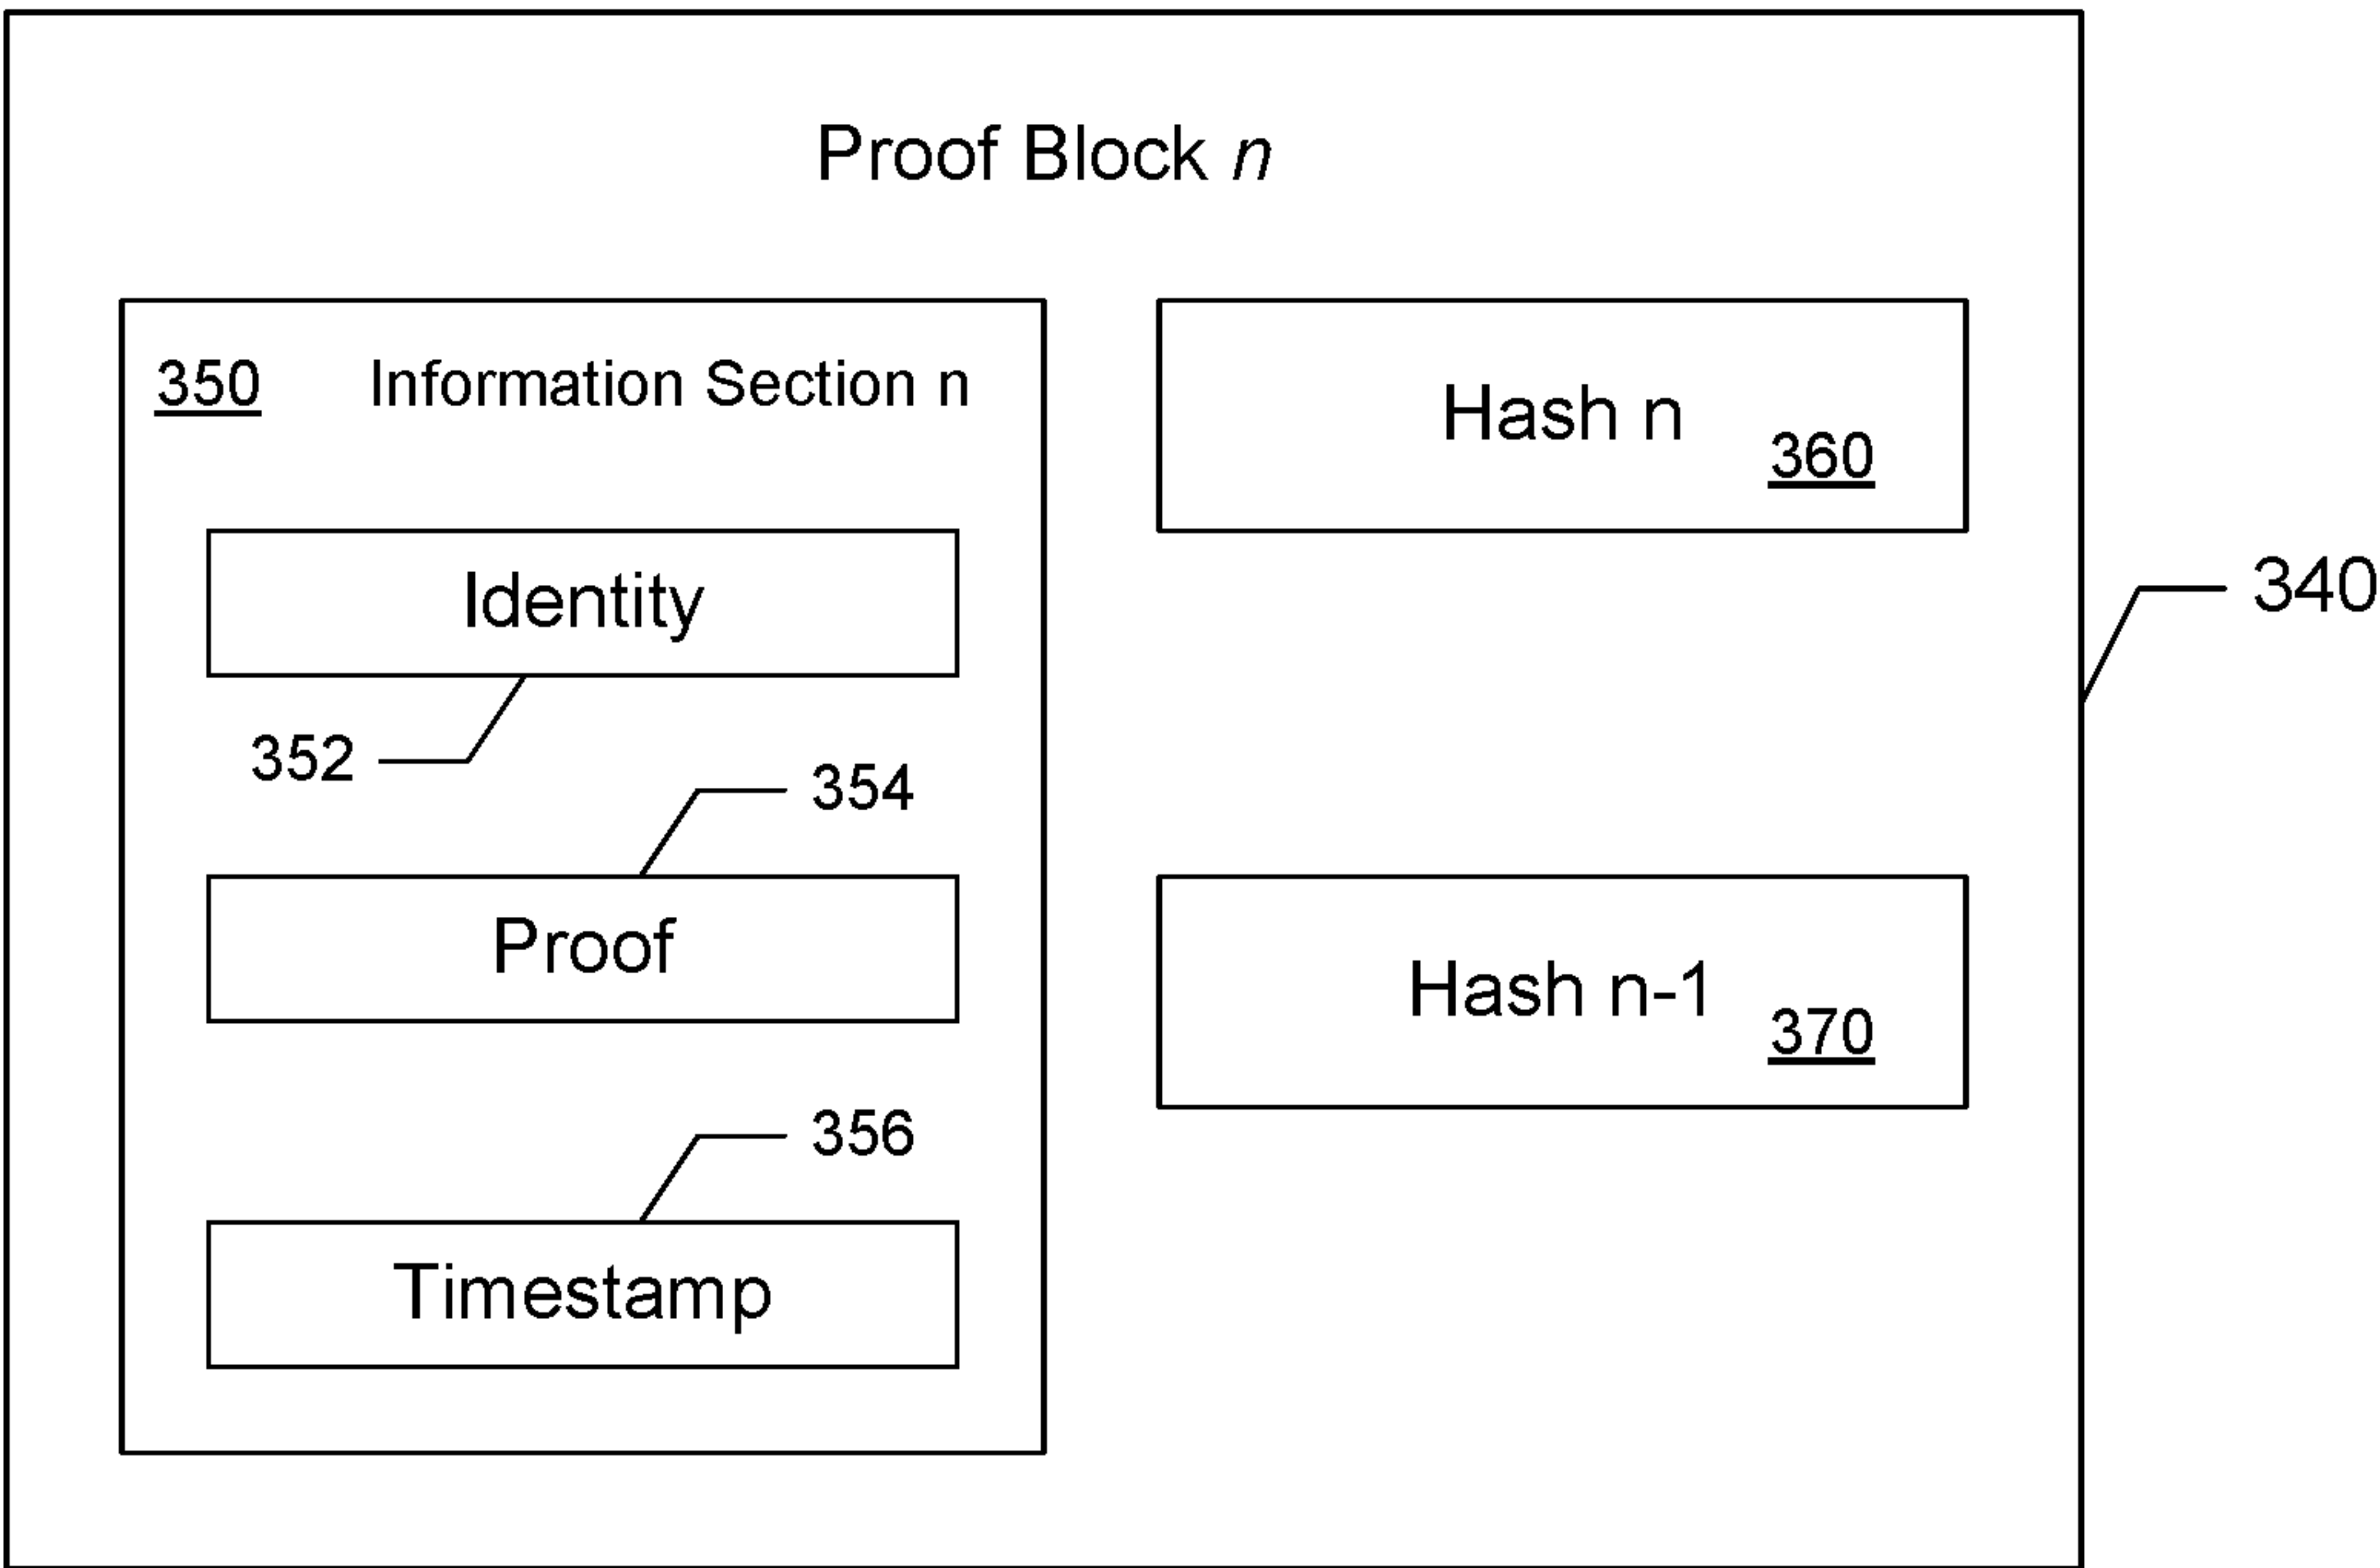 Proof Block n
350 Information Section n
Identity
352
354
Proof
356
Timestamp
Hash n
360
Hash n-1
370
340